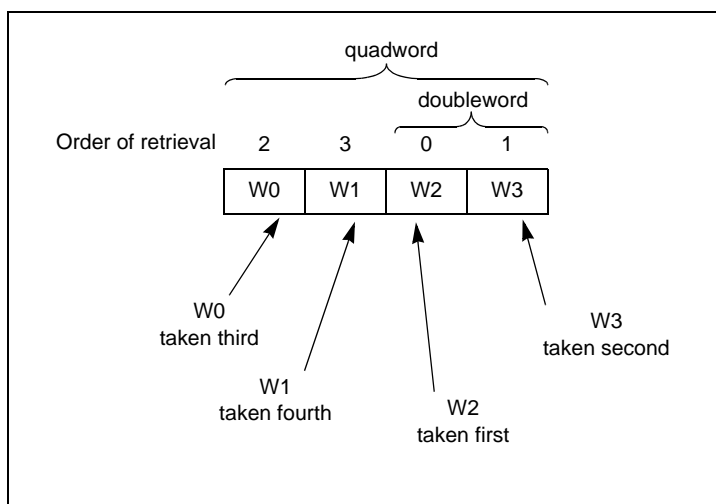 quadword
doubleword
Order of retrieval 2 3 0 1
W0 W1 W2 W3
W0
taken third
W3
taken second
W1
taken fourth
W2
taken first